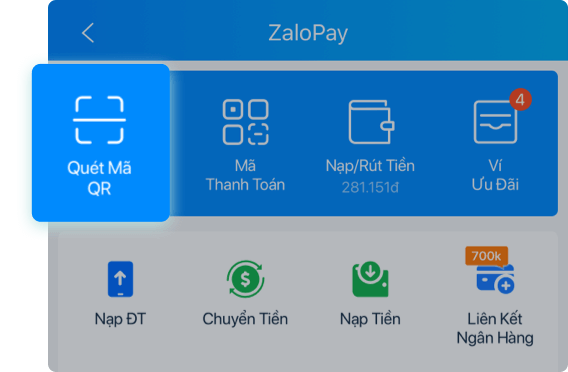 ZaloPay
Quét Mã
QR
Mã
Thanh Toán
Nạp/Rút Tiền
281.151đ
4
Ví
Ưu Đãi
Nạp ĐT
Chuyển Tiền
Nạp Tiền
700k
Liên Kết
Ngân Hàng